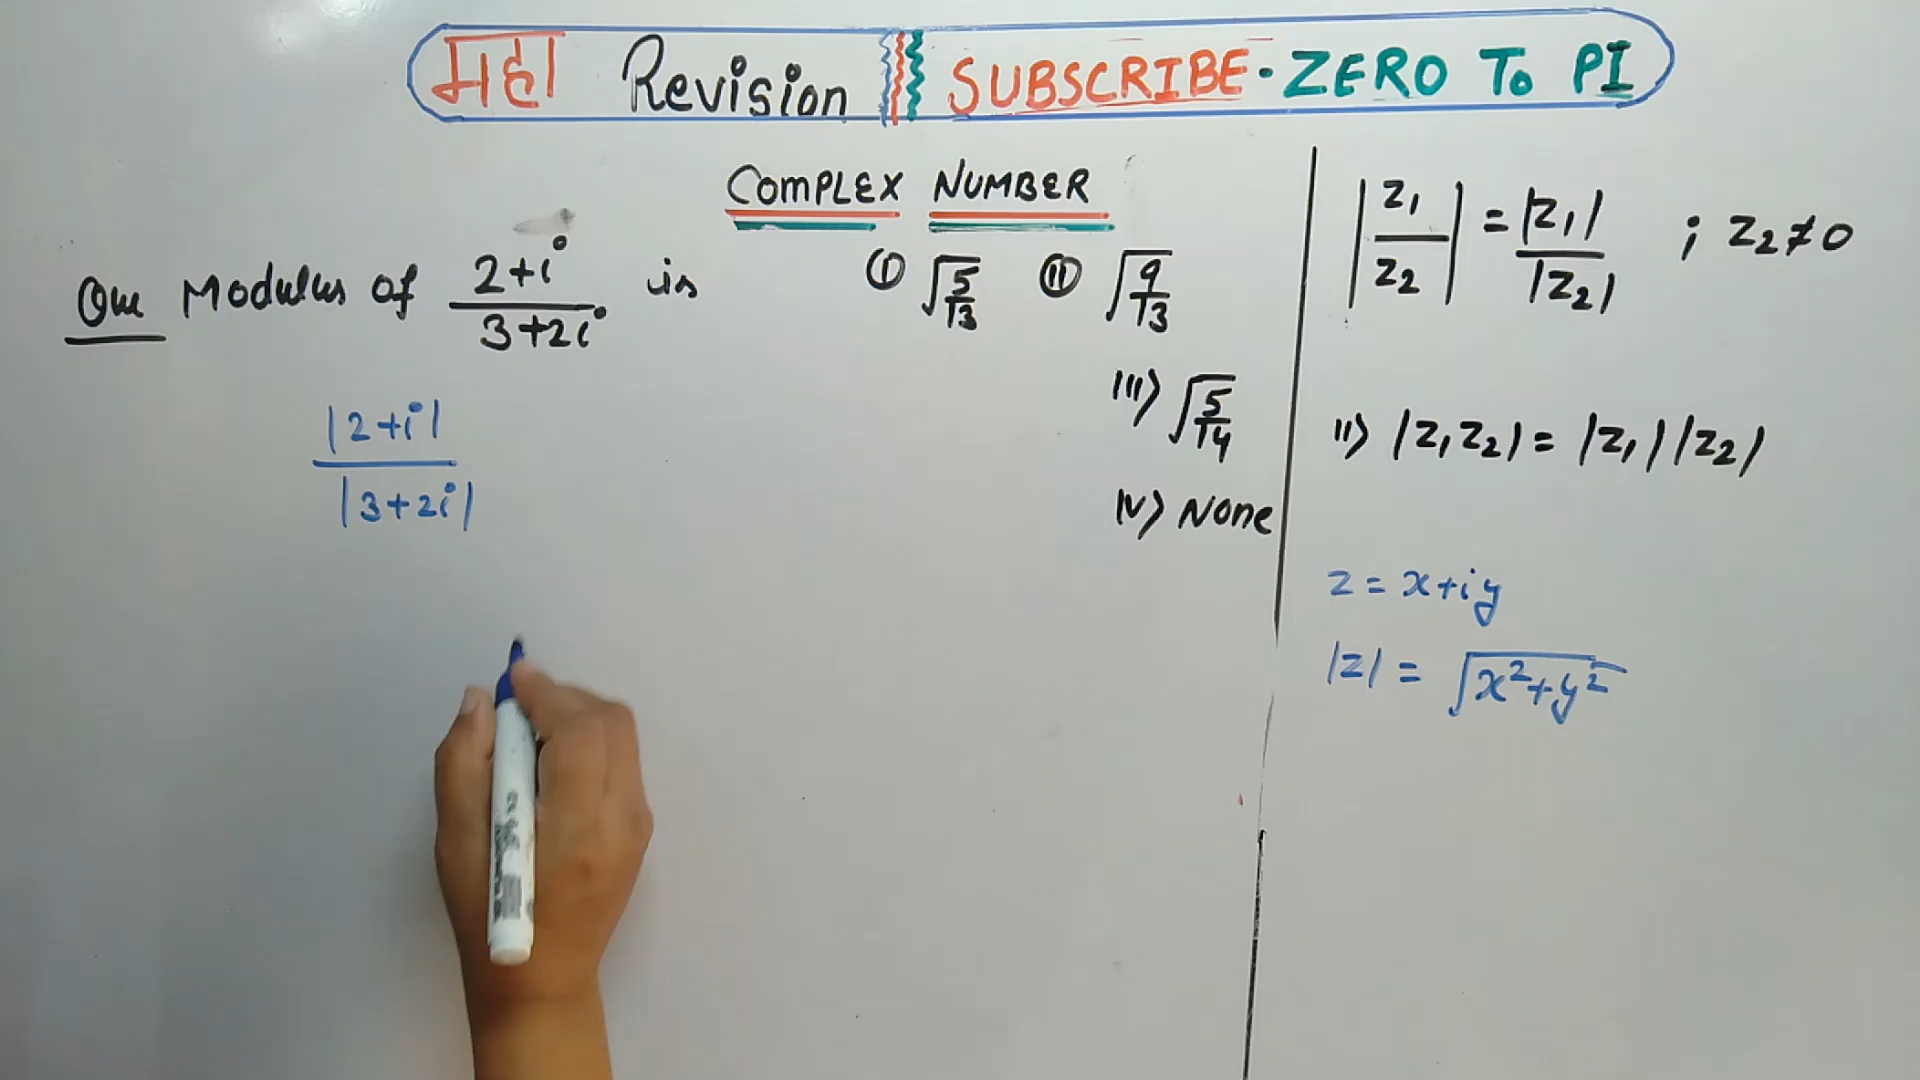 महा Revision SUBSCRIBE - ZERO TO PI
COMPLEX NUMBER
Que Modulus of (2+i)/(3+2i) is
(i) √(5/13) (ii) √(9/13)
iii) √(5/14)
iv) None
|2+i|/|3+2i|
|z₁/z₂| = |z₁|/|z₂| ; z₂≠0
ii) |z₁z₂| = |z₁||z₂|
z = x+iy
|z| = √(x²+y²)